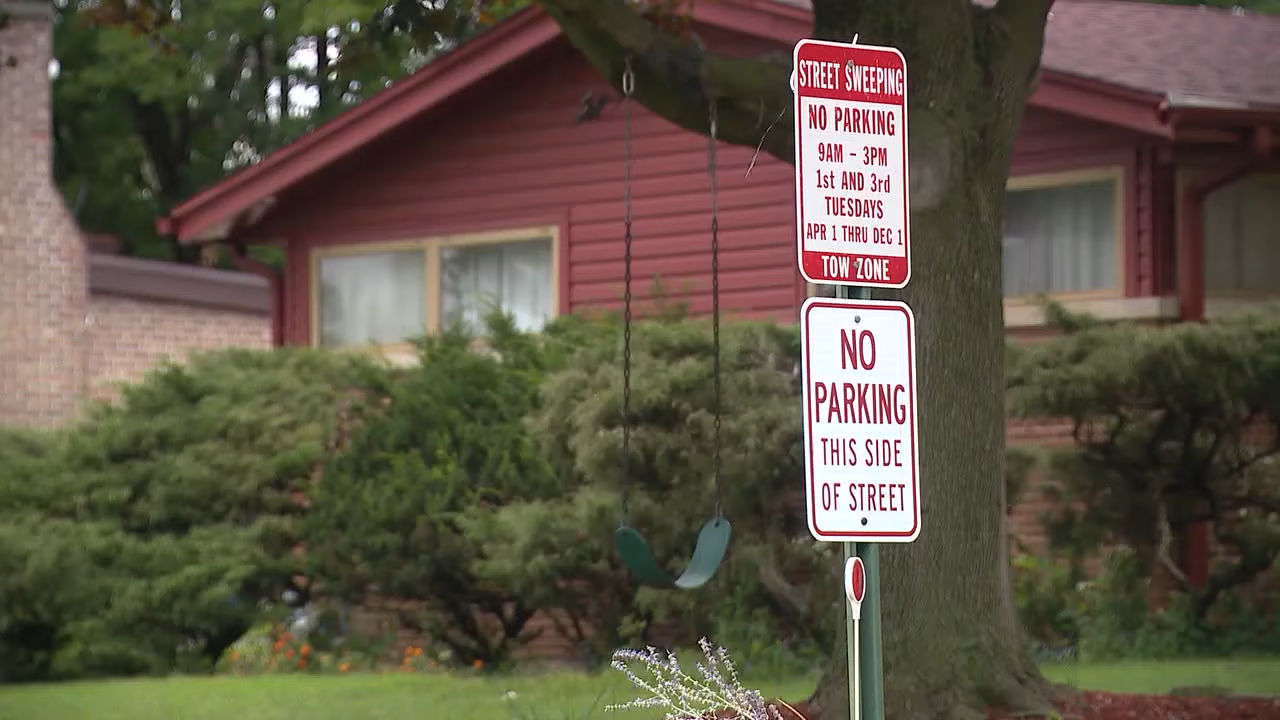 STREET SWEEPING
NO PARKING
9AM - 3PM
1st AND 3rd
TUESDAYS
APR 1 THRU DEC 1
TOW ZONE
NO
PARKING
THIS SIDE
OF STREET